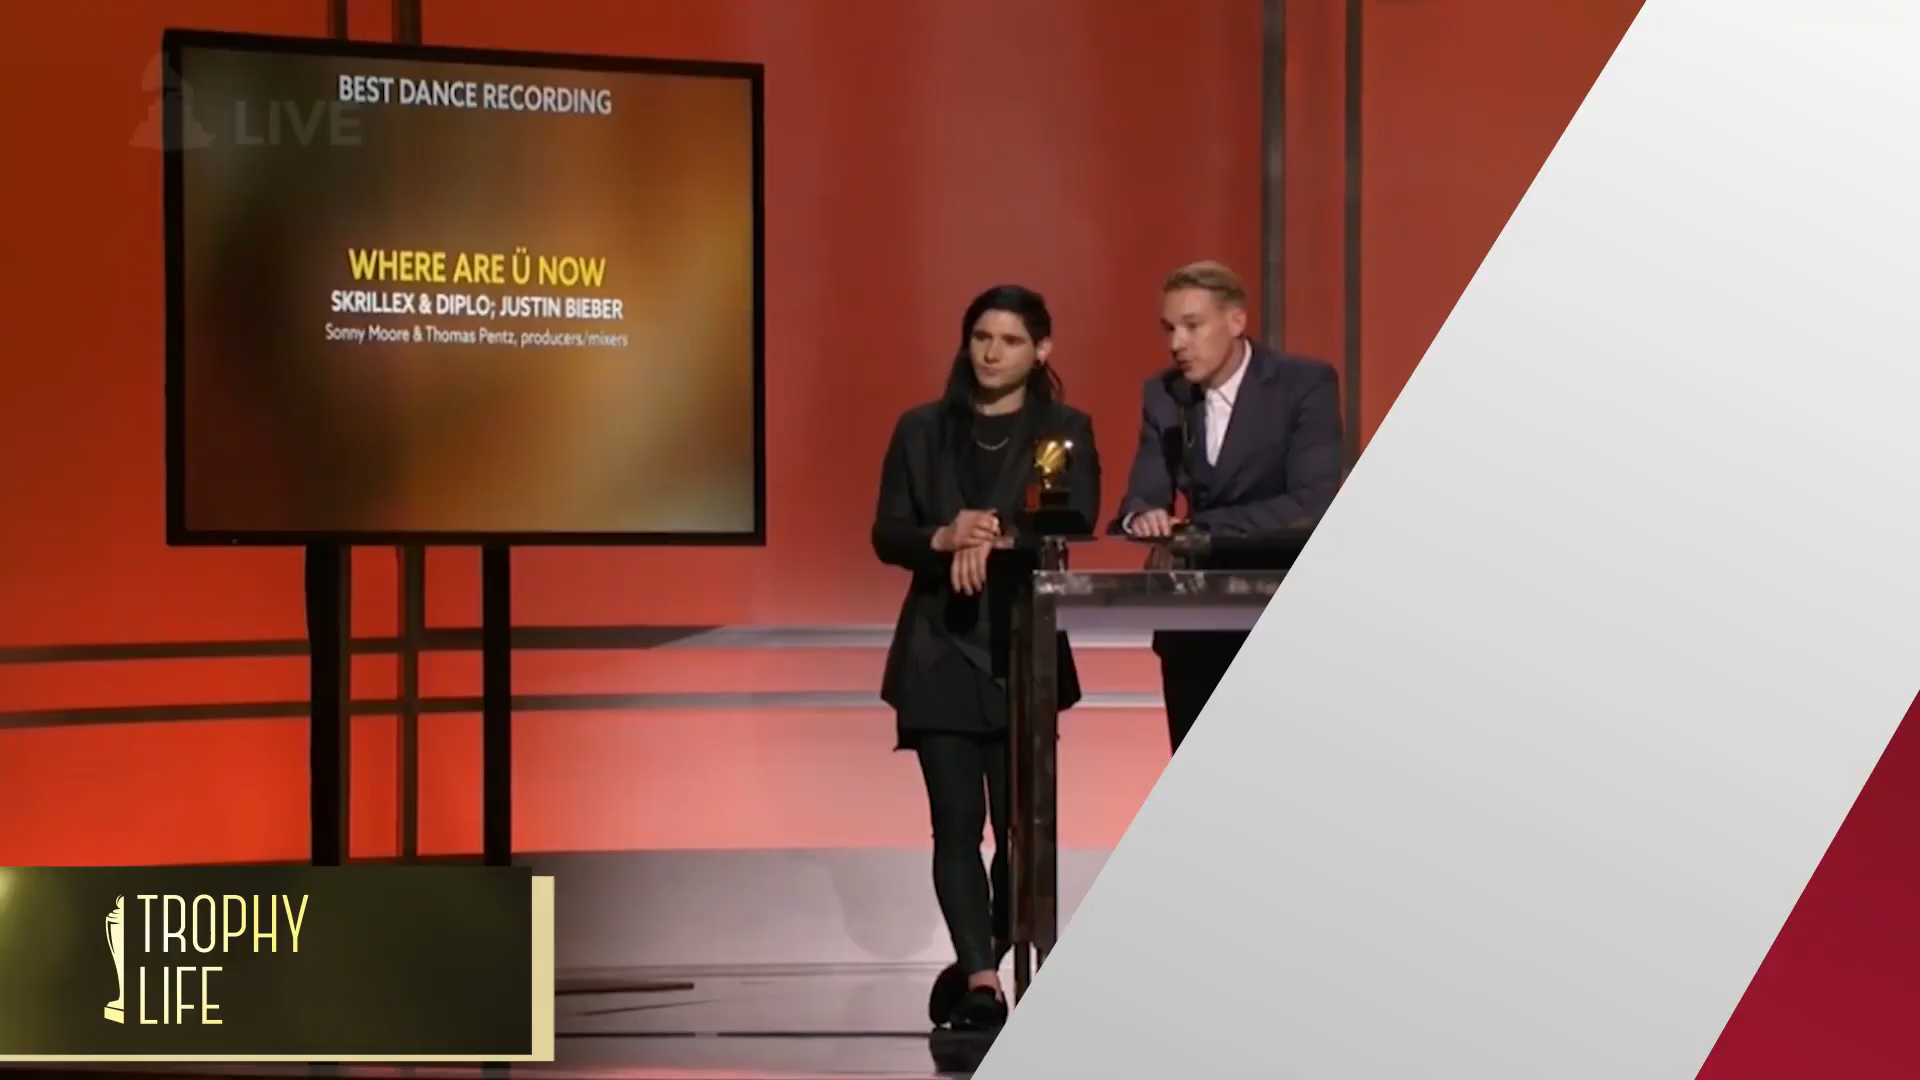 LIVE
BEST DANCE RECORDING
WHERE ARE Ü NOW
SKRILLEX & DIPLO; JUSTIN BIEBER
Sonny Moore & Thomas Pentz, producers/mixers
TROPHY
LIFE